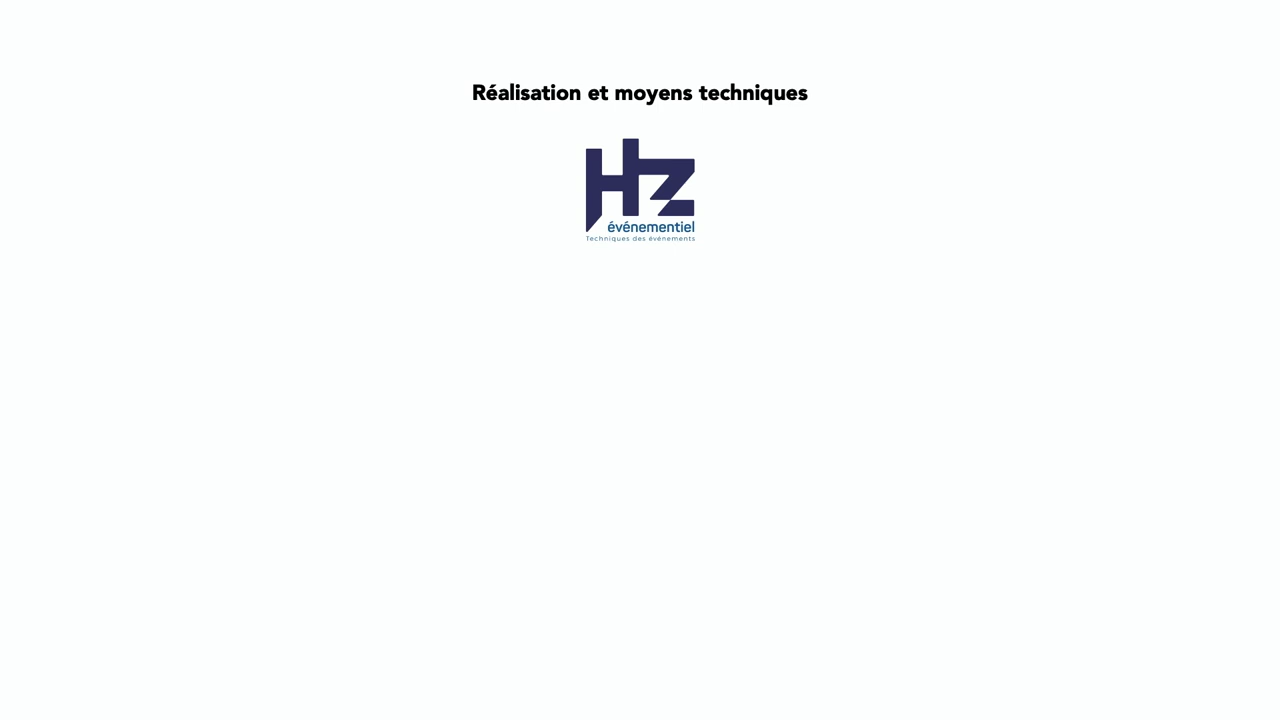 Réalisation et moyens techniques
Hz
événementiel
Techniques des événements